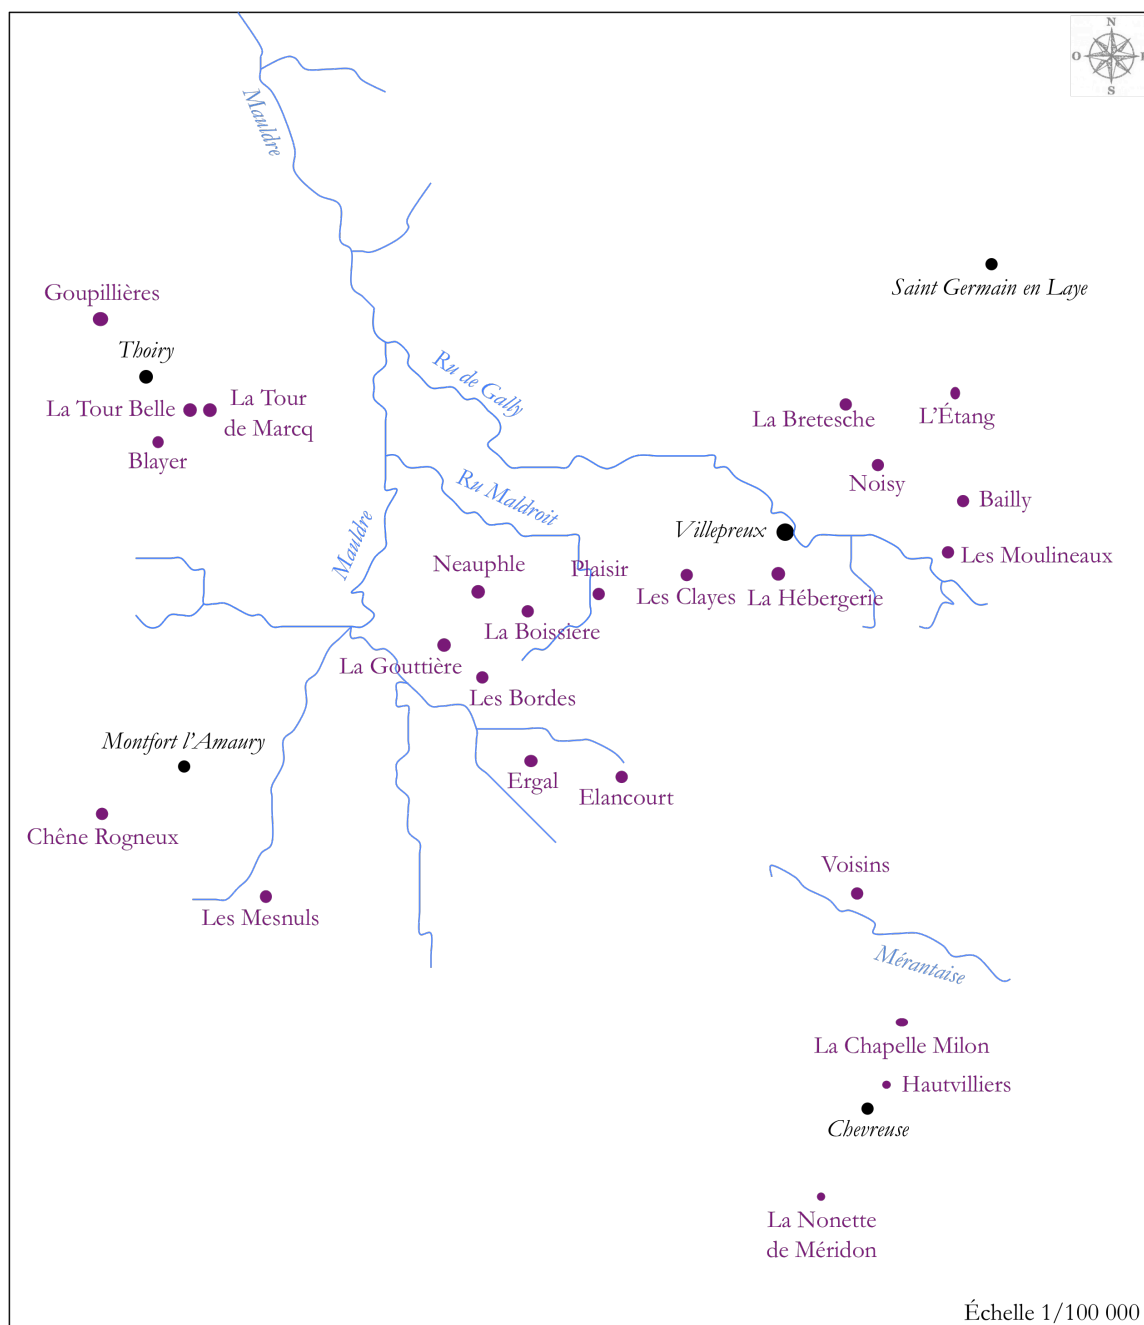 N
O
E
S
Mauldre
Saint Germain en Laye
Goupillières
Thoiry
Ru de Gally
La Tour Belle
La Tour
de Marcq
La Bretesche
L'Étang
Blayer
Noisy
Ru Maldroit
Bailly
Villepreux
Mauldre
Les Moulineaux
Neauphle
Plaisir
Les Clayes
La Hébergerie
La Boissière
La Gouttière
Les Bordes
Montfort l'Amaury
Ergal
Elancourt
Chêne Rogneux
Voisins
Les Mesnuls
Mérantaise
La Chapelle Milon
Hautvilliers
Chevreuse
La Nonette
de Méridon
Échelle 1/100 000